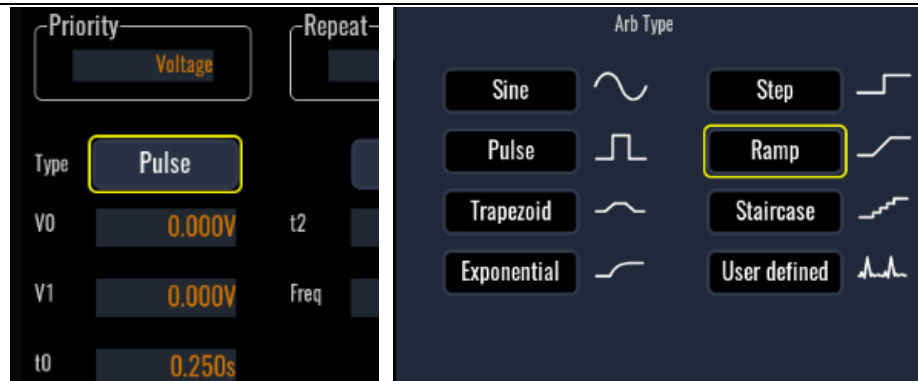 Priority
Repeat
Voltage
Type
Pulse
V0
0.000V
t2
V1
0.000V
Freq
t0
0.250s
Arb Type
Sine
Step
Pulse
Ramp
Trapezoid
Staircase
Exponential
User defined